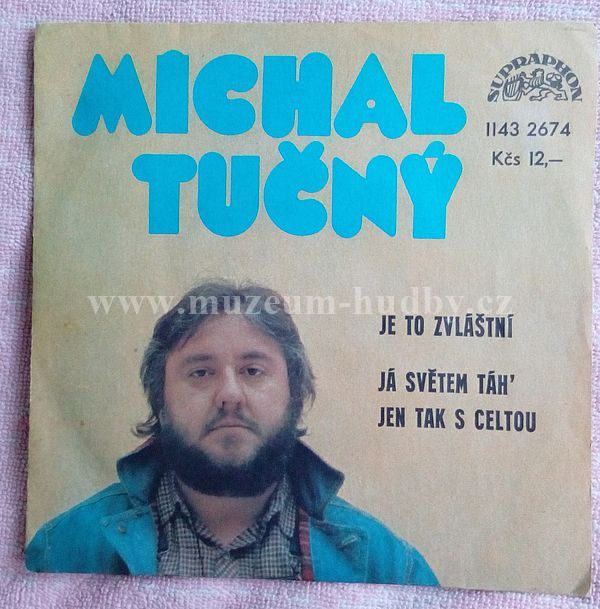 MICHAL
TUČNÝ
SUPRAPHON
1143 2674
Kčs 12,—
www.muzeum-hudby.cz
JE TO ZVLÁŠTNÍ
JÁ SVĚTEM TÁH'
JEN TAK S CELTOU